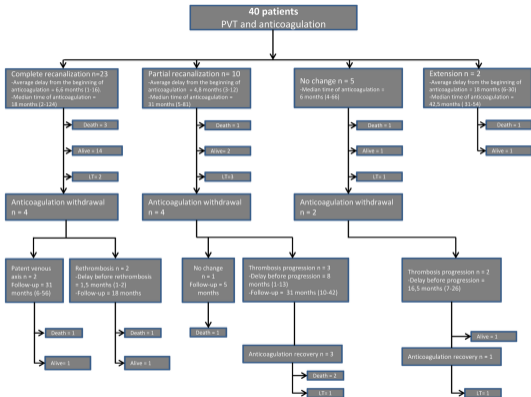 40 patients
PVT and anticoagulation
Complete recanalization n=23
-Average delay from the beginning of
anticoagulation = 6,6 months (1-16)
-Median time of anticoagulation =
18 months (2-124)
Partial recanalization n= 10
-Average delay from the beginning of
anticoagulation = 4,8 months (3-12)
-Median time of anticoagulation =
31 months (5-81)
No change n = 5
-Median time of anticoagulation =
6 months (4-66)
Extension n = 2
-Average delay from the beginning of
anticoagulation = 18 months (6-30)
-Median time of anticoagulation =
42,5 months (31-54)
Death = 3
Alive = 14
LT= 2
Death = 1
Alive= 2
LT=3
Death = 1
Alive = 1
LT= 1
Death = 1
Alive = 1
Anticoagulation withdrawal
n = 4
Anticoagulation withdrawal
n = 4
Anticoagulation withdrawal
n = 2
Patent venous
axis n = 2
Follow-up = 31
months (6-56)
Rethrombosis n = 2
-Delay before rethrombosis
= 1,5 months (1-2)
-Follow-up = 18 months
No change
n = 1
Follow-up = 5
months
Thrombosis progression n = 3
-Delay before progression = 8
months (1-13)
-Follow-up = 31 months (10-42)
Thrombosis progression n = 2
-Delay before progression =
16,5 months (7-26)
Death = 1
Alive= 1
Death = 1
Alive = 1
Death = 1
Anticoagulation recovery n = 3
Death = 2
LT= 1
Alive = 1
Anticoagulation recovery n = 1
LT= 1